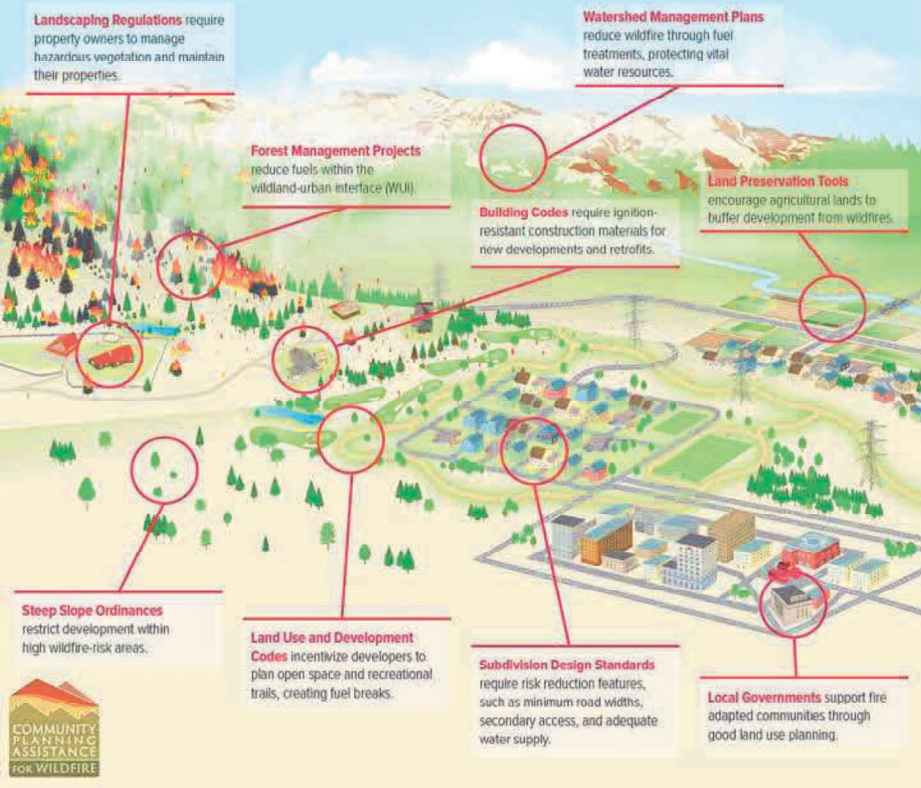 Landscaping Regulations require
property owners to manage
hazardous vegetation and maintain
their properties.
Watershed Management Plans
reduce wildfire through fuel
treatments, protecting vital
water resources.
Forest Management Projects
reduce fuels within the
wildland-urban interface (WUI).
Building Codes require ignition-
resistant construction materials for
new developments and retrofits.
Land Preservation Tools
encourage agricultural lands to
buffer development from wildfires.
Steep Slope Ordinances
restrict development within
high wildfire-risk areas.
Land Use and Development
Codes incentivize developers to
plan open space and recreational
trails, creating fuel breaks.
Subdivision Design Standards
require risk reduction features,
such as minimum road widths,
secondary access, and adequate
water supply.
Local Governments support fire
adapted communities through
good land use planning.
COMMUNITY
PLANNING
ASSISTANCE
FOR WILDFIRE